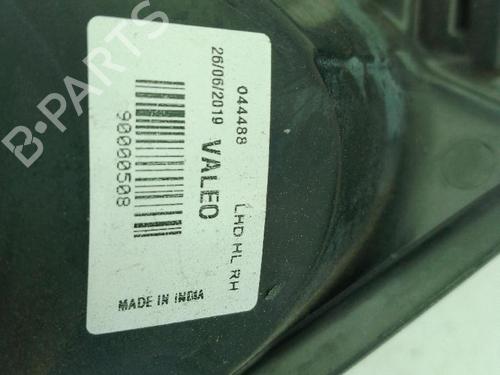 B-PARTS
044488
26/06/2019
VALEO
LHD HL RH
90000508
MADE IN INDIA